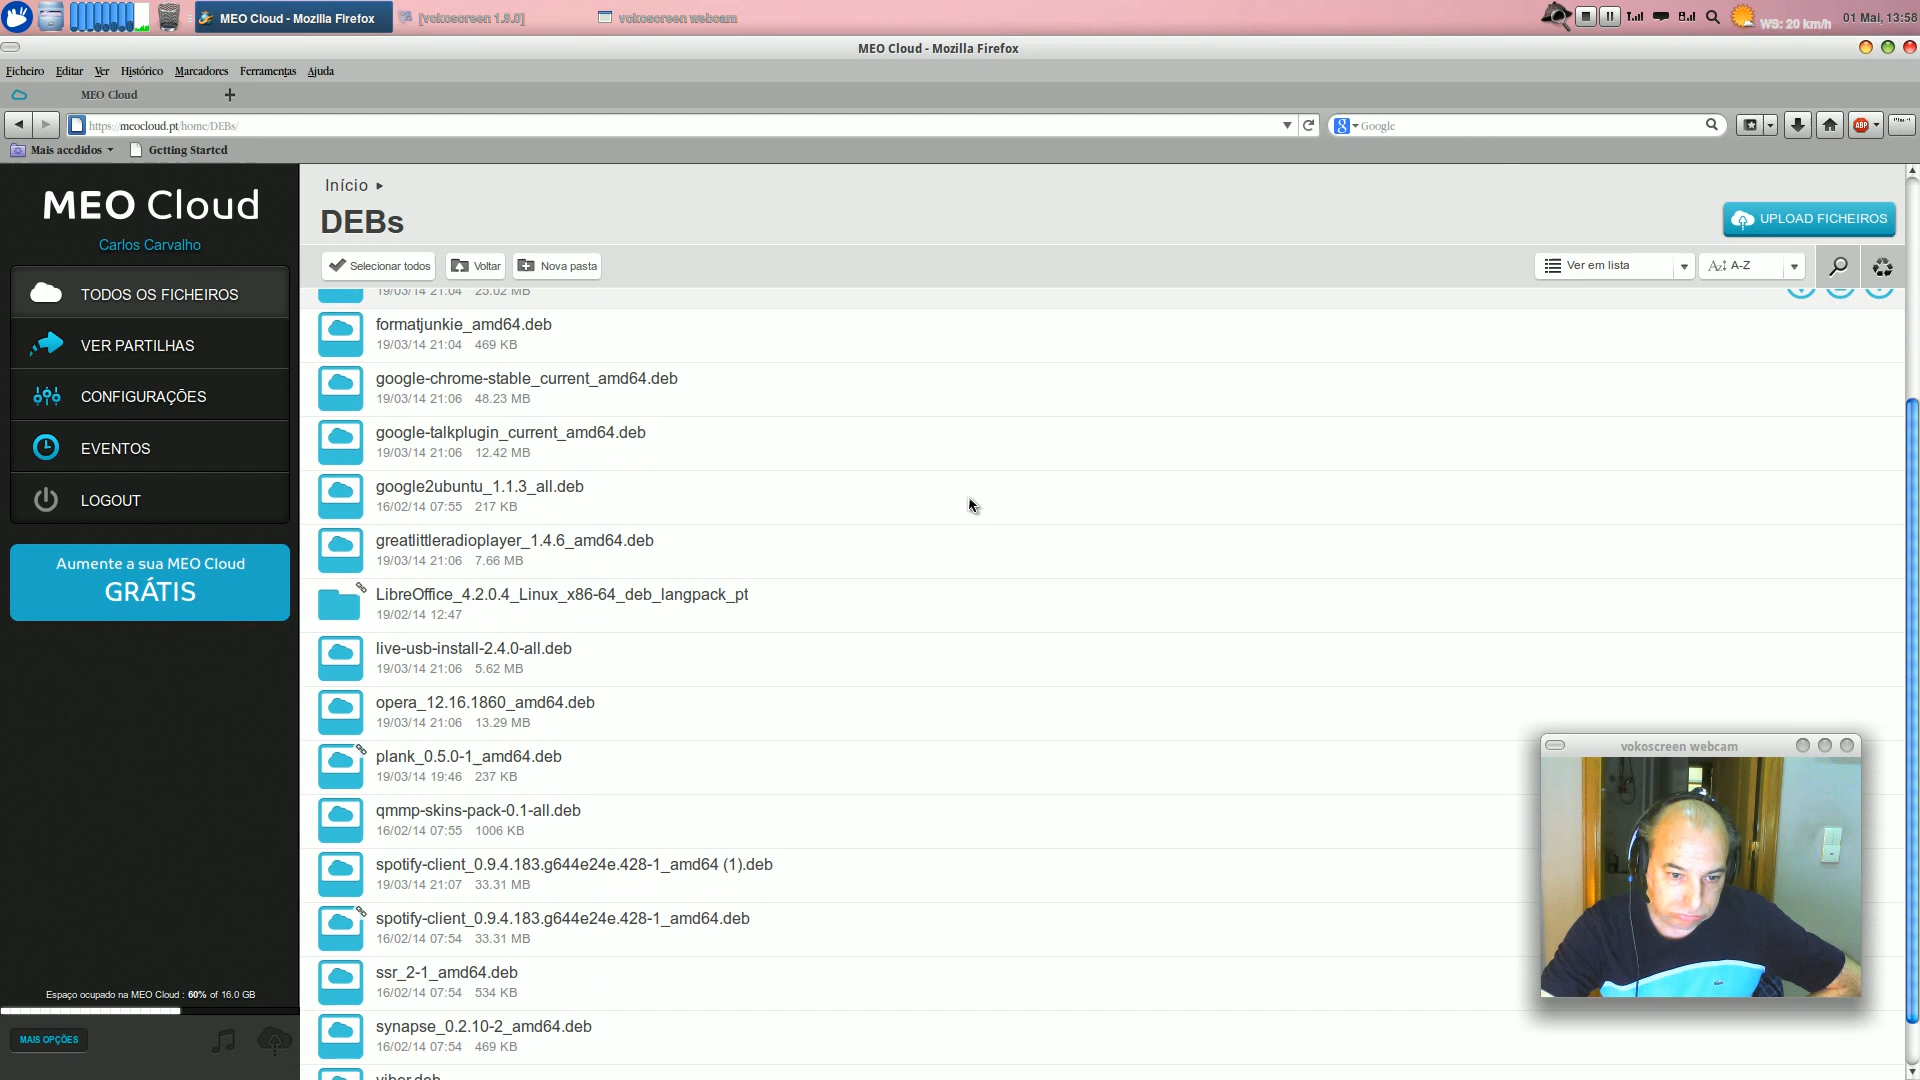 MEO Cloud - Mozilla Firefox
[vokoscreen 1.9.0]
vokoscreen webcam
WS: 20 km/h
01 Mai, 13:58
MEO Cloud - Mozilla Firefox
Ficheiro Editar Ver Histórico Marcadores Ferramentas Ajuda
MEO Cloud +
https://meocloud.pt/home/DEBs/
Google
ABP
Mais acedidos Getting Started
MEO Cloud
Carlos Carvalho
TODOS OS FICHEIROS
VER PARTILHAS
CONFIGURAÇÕES
EVENTOS
LOGOUT
Aumente a sua MEO Cloud
GRÁTIS
Espaço ocupado na MEO Cloud : 60% of 16.0 GB
MAIS OPÇÕES
Início
DEBs
UPLOAD FICHEIROS
Selecionar todos Voltar Nova pasta
Ver em lista
A-Z
19/03/14 21:04 25.02 MB
formatjunkie_amd64.deb
19/03/14 21:04 469 KB
google-chrome-stable_current_amd64.deb
19/03/14 21:06 48.23 MB
google-talkplugin_current_amd64.deb
19/03/14 21:06 12.42 MB
google2ubuntu_1.1.3_all.deb
16/02/14 07:55 217 KB
greatlittleradioplayer_1.4.6_amd64.deb
19/03/14 21:06 7.66 MB
LibreOffice_4.2.0.4_Linux_x86-64_deb_langpack_pt
19/02/14 12:47
live-usb-install-2.4.0-all.deb
19/03/14 21:06 5.62 MB
opera_12.16.1860_amd64.deb
19/03/14 21:06 13.29 MB
plank_0.5.0-1_amd64.deb
19/03/14 19:46 237 KB
qmmp-skins-pack-0.1-all.deb
16/02/14 07:55 1006 KB
spotify-client_0.9.4.183.g644e24e.428-1_amd64 (1).deb
19/03/14 21:07 33.31 MB
spotify-client_0.9.4.183.g644e24e.428-1_amd64.deb
16/02/14 07:54 33.31 MB
ssr_2-1_amd64.deb
16/02/14 07:54 534 KB
synapse_0.2.10-2_amd64.deb
16/02/14 07:54 469 KB
viber.deb
vokoscreen webcam